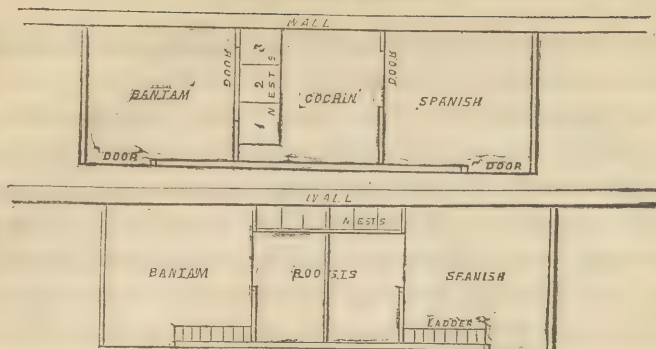 WALL
DOOR
3
2
1
NESTS
DOOR
BANTAM
COCHIN
SPANISH
DOOR
DOOR
WALL
NESTS
BANTAM
ROOSTS
SPANISH
LADDER